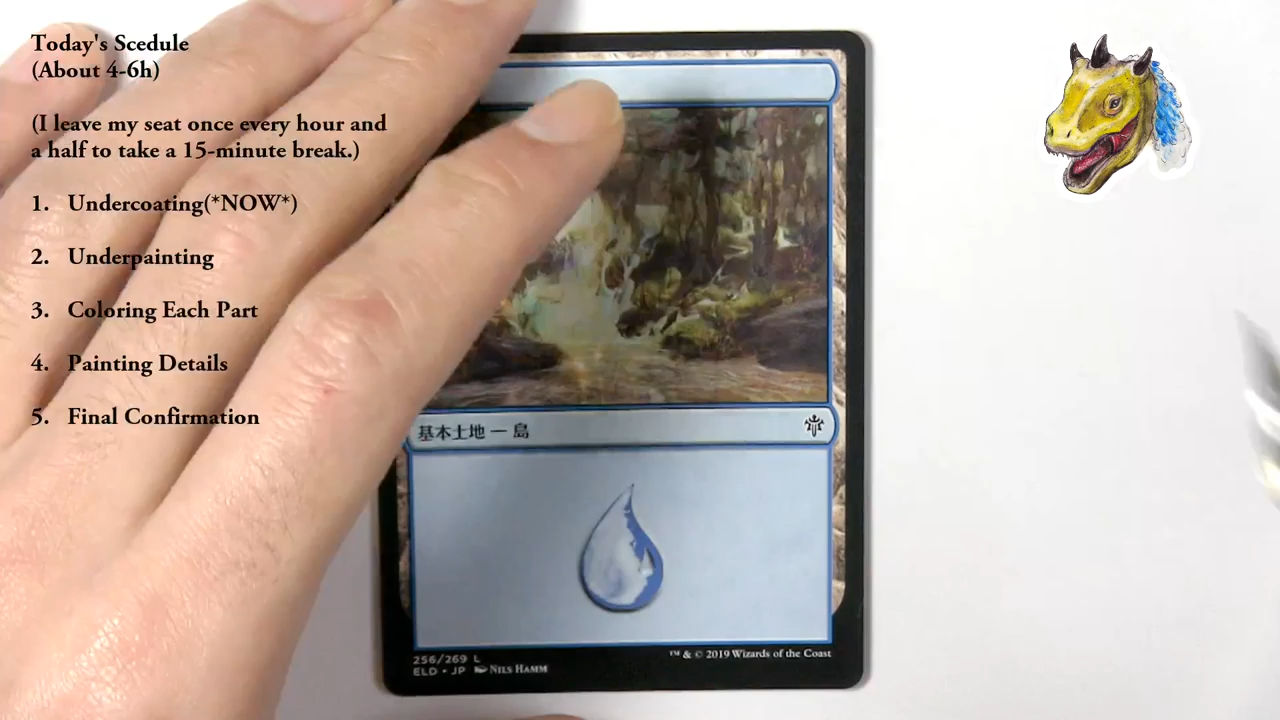 Today's Scedule
(About 4-6h)
(I leave my seat once every hour and
a half to take a 15-minute break.)
1. Undercoating(*NOW*)
2. Underpainting
3. Coloring Each Part
4. Painting Details
5. Final Confirmation
基本土地 — 島
256/269 L
ELD • JP NILS HAMM
™ & © 2019 Wizards of the Coast